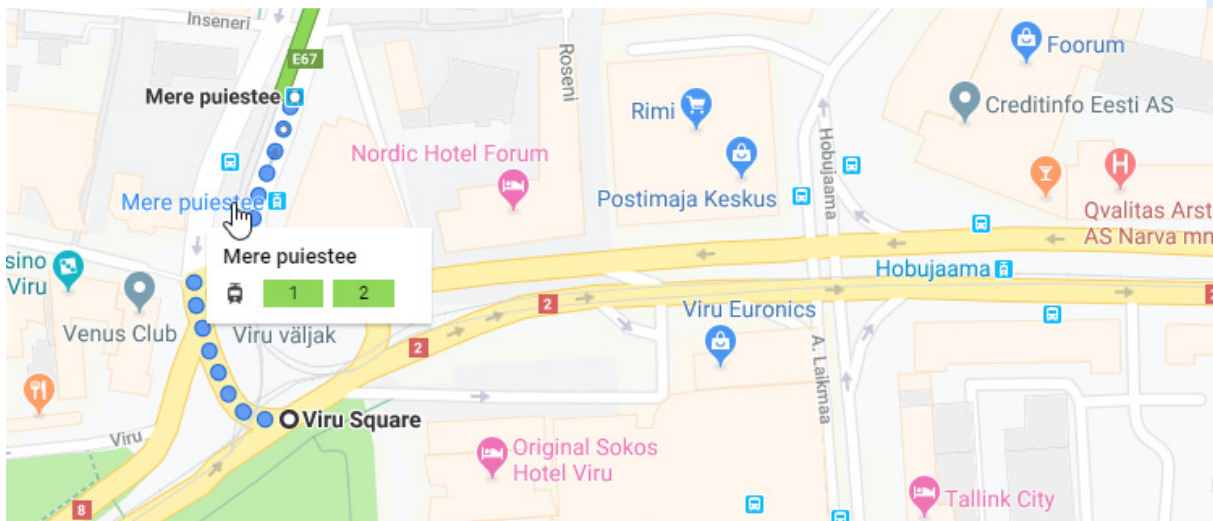 Inseneri
E67
Roseni
Foorum
Mere puiestee
Rimi
Creditinfo Eesti AS
Hobujaama
Nordic Hotel Forum
Postimaja Keskus
Mere puiestee
H
Qvalitas Arst
AS Narva mn
sino
Viru
Mere puiestee
1 2
Hobujaama
2
2
Viru Euronics
Venus Club
Viru väljak
2
A. Laikmaa
Viru Square
Viru
Original Sokos
Hotel Viru
8
Tallink City